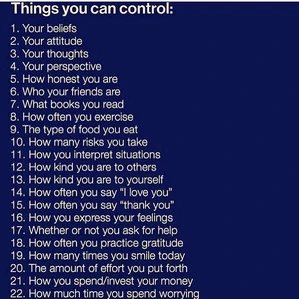 Things you can control:
1. Your beliefs
2. Your attitude
3. Your thoughts
4. Your perspective
5. How honest you are
6. Who your friends are
7. What books you read
8. How often you exercise
9. The type of food you eat
10. How many risks you take
11. How you interpret situations
12. How kind you are to others
13. How kind you are to yourself
14. How often you say “I love you”
15. How often you say “thank you”
16. How you express your feelings
17. Whether or not you ask for help
18. How often you practice gratitude
19. How many times you smile today
20. The amount of effort you put forth
21. How you spend/invest your money
22. How much time you spend worrying